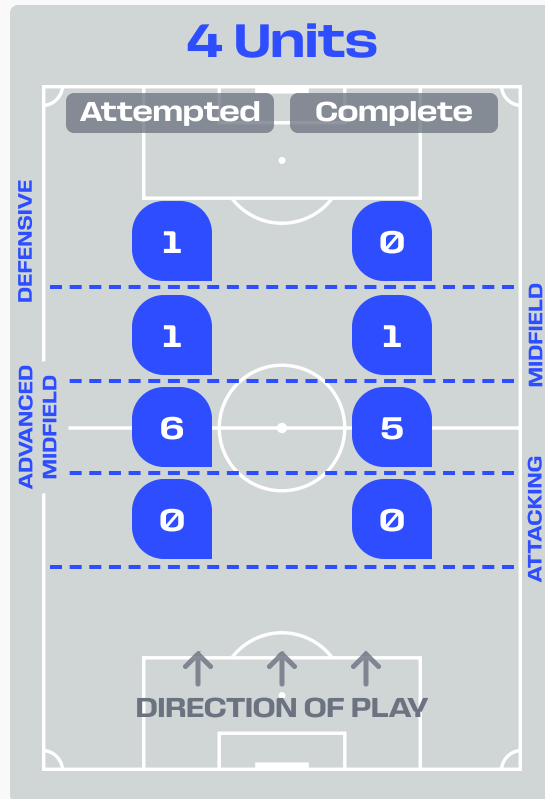 4 Units
Attempted Complete
DEFENSIVE
1 0
MIDFIELD
1 1
ADVANCED
MIDFIELD
6 5
ATTACKING
0 0
DIRECTION OF PLAY